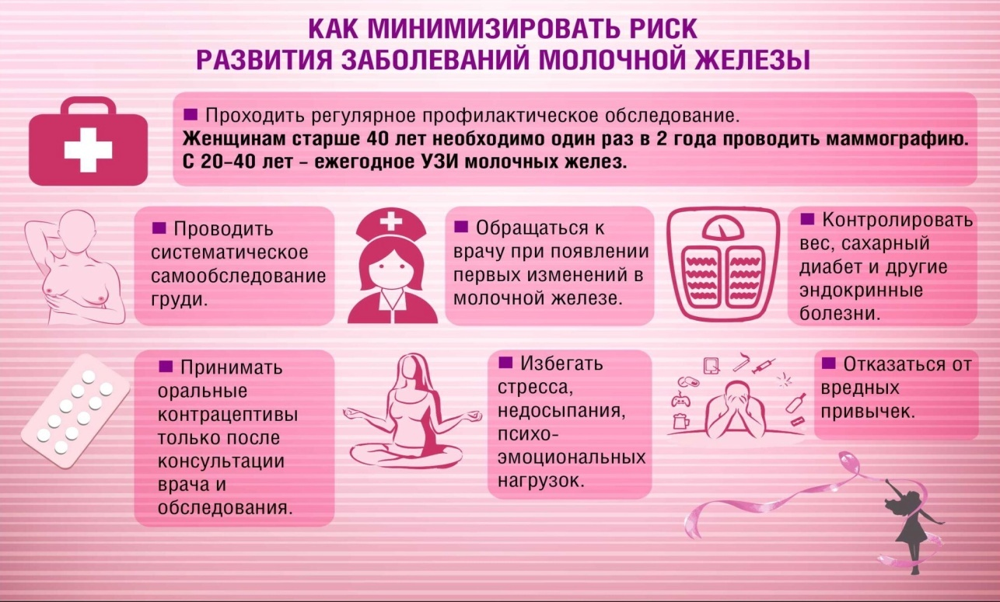 КАК МИНИМИЗИРОВАТЬ РИСК
РАЗВИТИЯ ЗАБОЛЕВАНИЙ МОЛОЧНОЙ ЖЕЛЕЗЫ
Проходить регулярное профилактическое обследование.
Женщинам старше 40 лет необходимо один раз в 2 года проводить маммографию.
С 20-40 лет - ежегодное УЗИ молочных желез.
Проводить
систематическое
самообследование
груди.
Обращаться к
врачу при появлении
первых изменений в
молочной железе.
Контролировать
вес, сахарный
диабет и другие
эндокринные
болезни.
Принимать
оральные
контрацептивы
только после
консультации
врача и
обследования.
Избегать
стресса,
недосыпания,
психо-
эмоциональных
нагрузок.
Отказаться от
вредных
привычек.